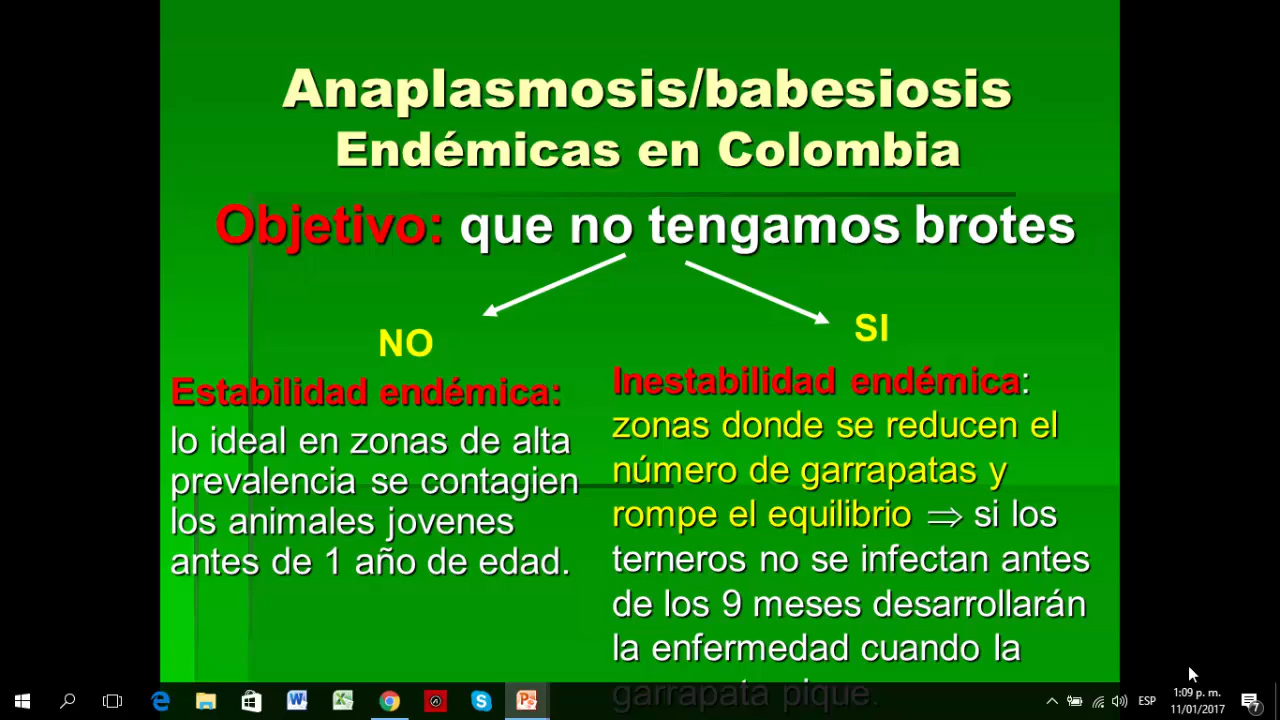 Anaplasmosis/babesiosis
Endémicas en Colombia
Objetivo: que no tengamos brotes
NO
Estabilidad endémica:
lo ideal en zonas de alta
prevalencia se contagien
los animales jovenes
antes de 1 año de edad.
SI
Inestabilidad endémica:
zonas donde se reducen el
número de garrapatas y
rompe el equilibrio ⇒ si los
terneros no se infectan antes
de los 9 meses desarrollarán
la enfermedad cuando la
garrapata pique.
ESP
1:09 p. m.
11/01/2017
7